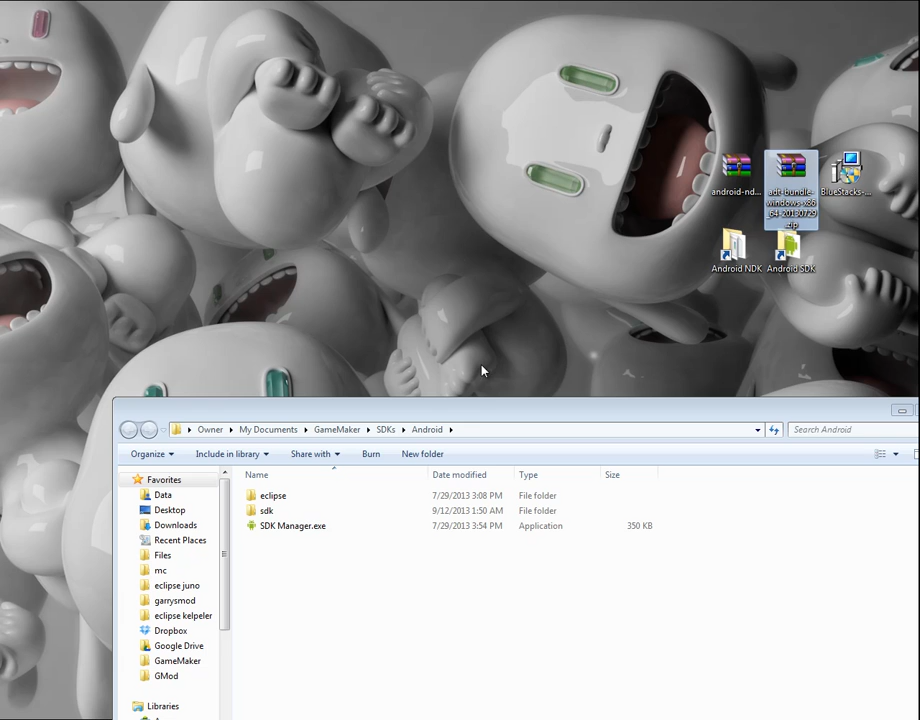 android-nd...
adt-bundle-
windows-x86
_64-20130729
.zip
BlueStacks-...
Android NDK
Android SDK
Owner
My Documents
GameMaker
SDKs
Android
Search Android
Organize
Include in library
Share with
Burn
New folder
Name
Date modified
Type
Size
eclipse
7/29/2013 3:08 PM
File folder
sdk
9/12/2013 1:50 AM
File folder
SDK Manager.exe
7/29/2013 3:54 PM
Application
350 KB
Favorites
Data
Desktop
Downloads
Recent Places
Files
mc
eclipse juno
garrysmod
eclipse kelpeler
Dropbox
Google Drive
GameMaker
GMod
Libraries